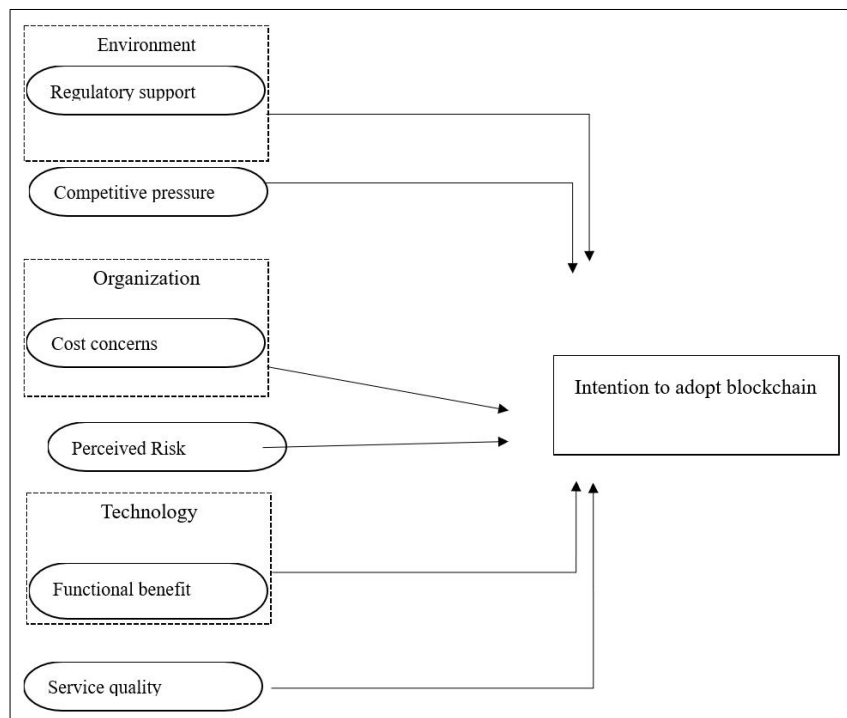 Environment
Regulatory support
Competitive pressure
Organization
Cost concerns
Intention to adopt blockchain
Perceived Risk
Technology
Functional benefit
Service quality